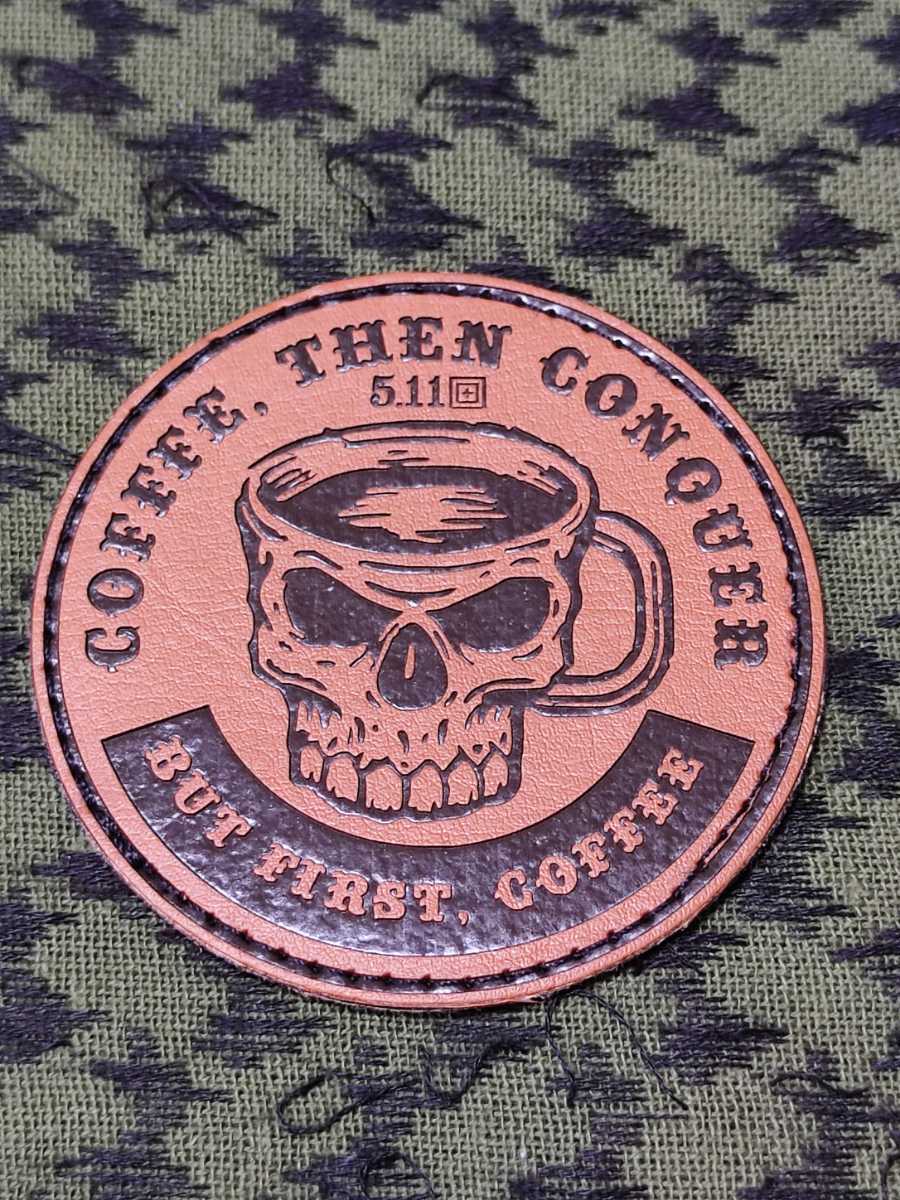 COFFEE, THEN CONQUER
5.11
BUT FIRST, COFFEE